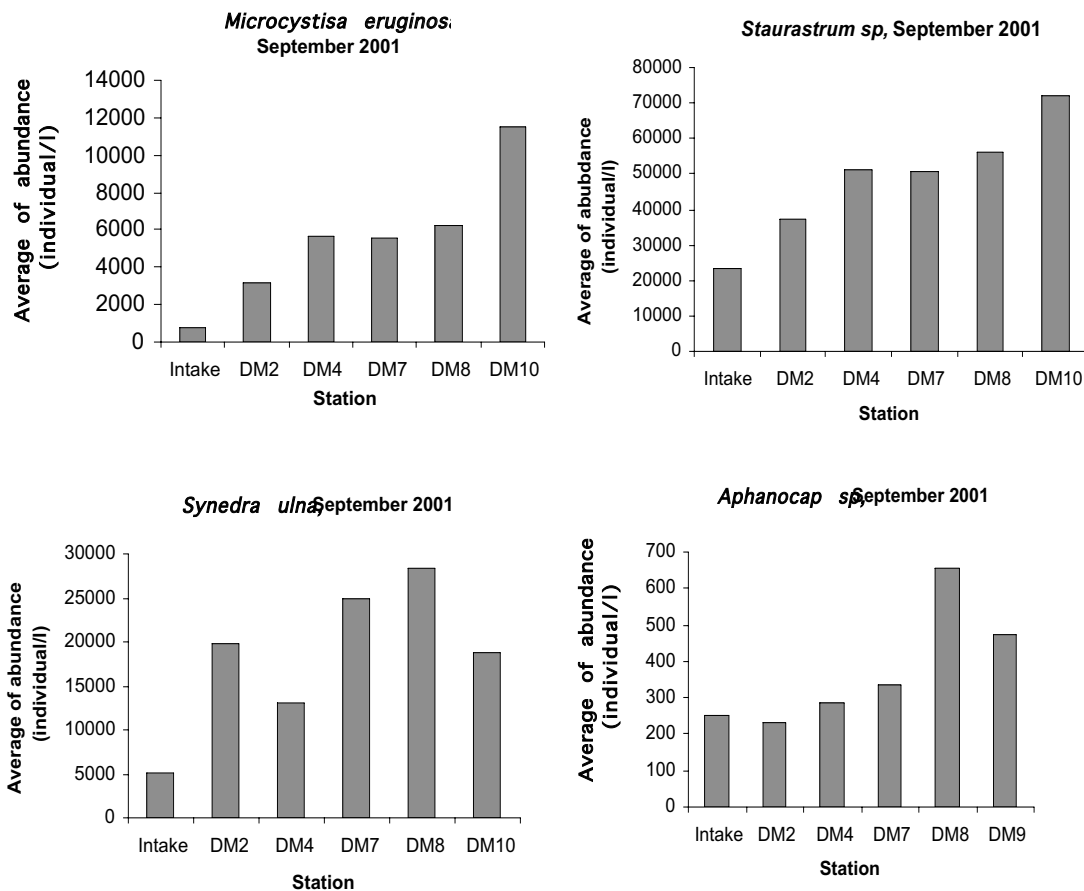 Microcystisa eruginosa
September 2001
Average of abundance
(individual/l)
14000
12000
10000
8000
6000
4000
2000
0
Intake DM2 DM4 DM7 DM8 DM10
Station
Staurastrum sp, September 2001
Average of abubdance
(individual/l)
80000
70000
60000
50000
40000
30000
20000
10000
0
Intake DM2 DM4 DM7 DM8 DM10
Station
Synedra ulna, September 2001
Average of abundance
(individual/l)
30000
25000
20000
15000
10000
5000
0
Intake DM2 DM4 DM7 DM8 DM10
Station
Aphanocap sp, September 2001
Average of abundance
(individual/l)
700
600
500
400
300
200
100
0
Intake DM2 DM4 DM7 DM8 DM9
Station